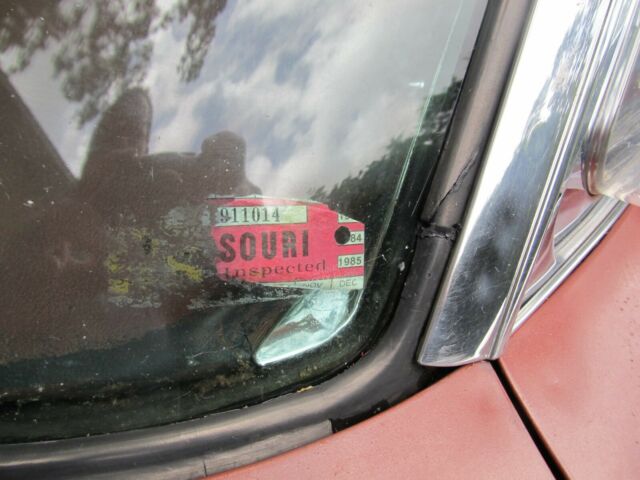 911014
84
SOURI
Inspected
1985
NOV DEC